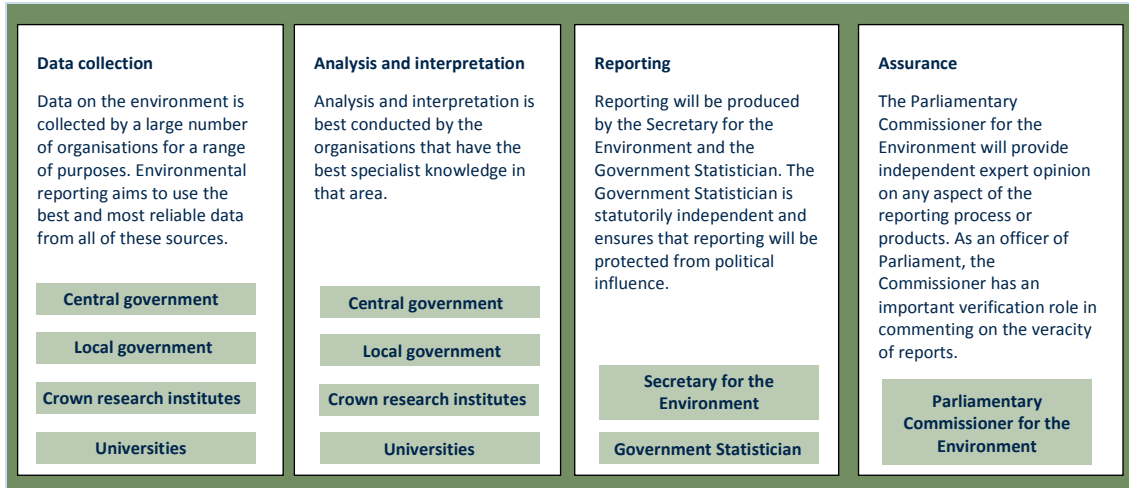 Data collection
Data on the environment is
collected by a large number
of organisations for a range
of purposes. Environmental
reporting aims to use the
best and most reliable data
from all of these sources.
Central government
Local government
Crown research institutes
Universities
Analysis and interpretation
Analysis and interpretation is
best conducted by the
organisations that have the
best specialist knowledge in
that area.
Central government
Local government
Crown research institutes
Universities
Reporting
Reporting will be produced
by the Secretary for the
Environment and the
Government Statistician. The
Government Statistician is
statutorily independent and
ensures that reporting will be
protected from political
influence.
Secretary for the
Environment
Government Statistician
Assurance
The Parliamentary
Commissioner for the
Environment will provide
independent expert opinion
on any aspect of the
reporting process or
products. As an officer of
Parliament, the
Commissioner has an
important verification role in
commenting on the veracity
of reports.
Parliamentary
Commissioner for the
Environment